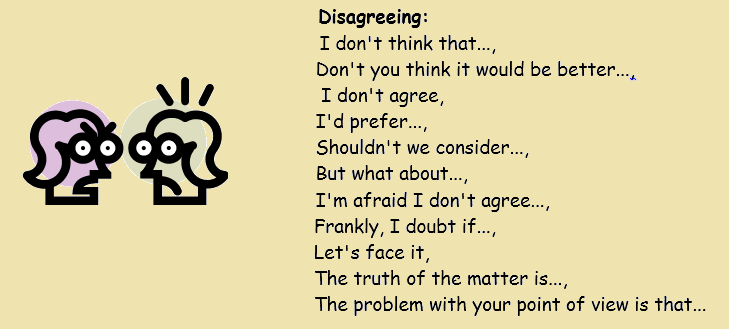 Disagreeing:
I don't think that...,
Don't you think it would be better...,
I don't agree,
I'd prefer...,
Shouldn't we consider...,
But what about...,
I'm afraid I don't agree...,
Frankly, I doubt if...,
Let's face it,
The truth of the matter is...,
The problem with your point of view is that...